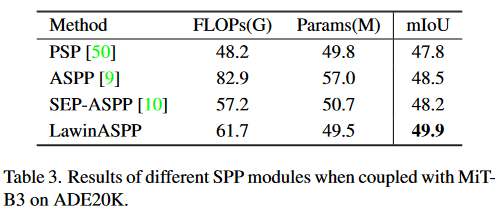 Method FLOPs(G) Params(M) mIoU
PSP [50] 48.2 49.8 47.8
ASPP [9] 82.9 57.0 48.5
SEP-ASPP [10] 57.2 50.7 48.2
LawinASPP 61.7 49.5 49.9
Table 3. Results of different SPP modules when coupled with MiT-
B3 on ADE20K.